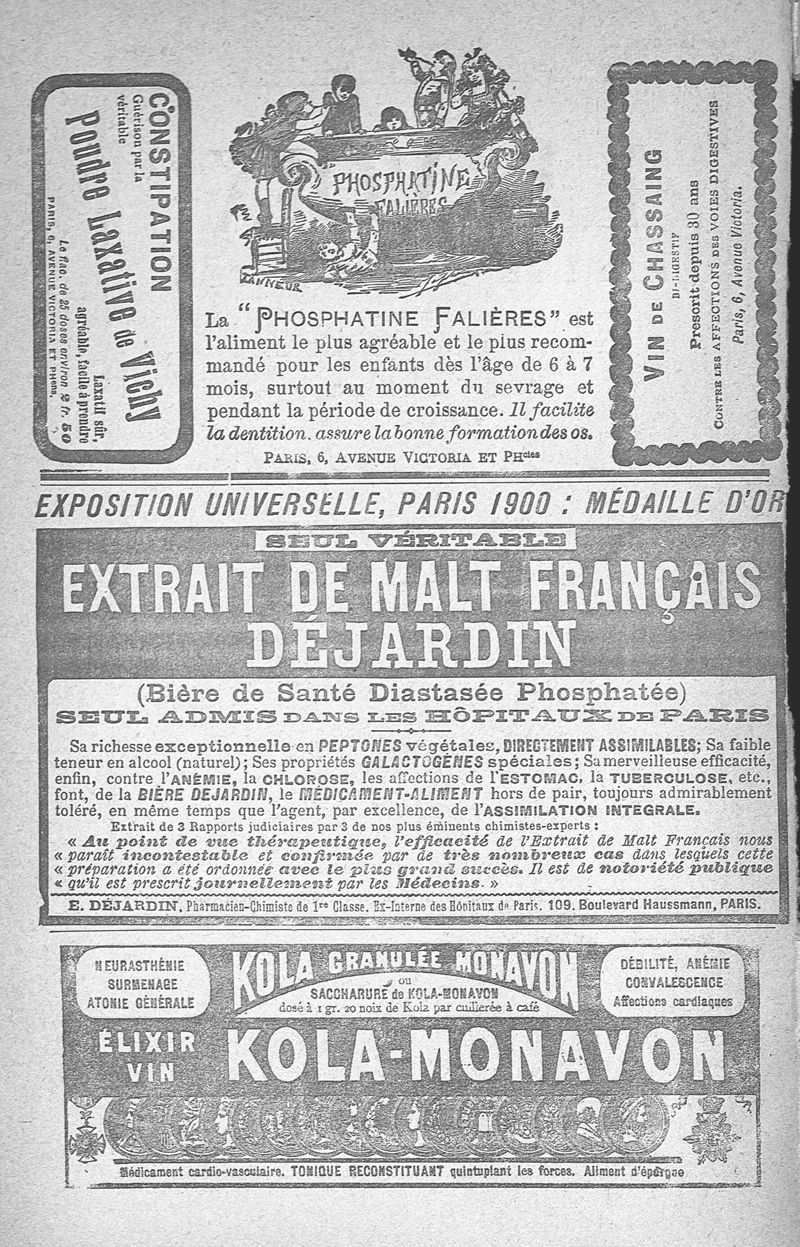 CONSTIPATION
Guérison par la
véritable
Poudre Laxative de Vichy
Laxatif sûr,
agréable, facile à prendre
Le flac. de 25 doses environ 2 fr. 50
PARIS, 6, AVENUE VICTORIA ET PHcies.
PHOSPHATINE
FALIÈRES
La "PHOSPHATINE FALIÈRES" est
l'aliment le plus agréable et le plus recom-
mandé pour les enfants dès l'âge de 6 à 7
mois, surtout au moment du sevrage et
pendant la période de croissance. Il facilite
la dentition, assure la bonne formation des os.
PARIS, 6, AVENUE VICTORIA ET PHcies
VIN DE CHASSAING
BI-DIGESTIF
Prescrit depuis 30 ans
CONTRE LES AFFECTIONS DES VOIES DIGESTIVES
Paris, 6, Avenue Victoria.
EXPOSITION UNIVERSELLE, PARIS 1900 : MÉDAILLE D'OR
SEUL VÉRITABLE
EXTRAIT DE MALT FRANÇAIS
DÉJARDIN
(Bière de Santé Diastasée Phosphatée)
SEUL ADMIS DANS LES HÔPITAUX DE PARIS
Sa richesse exceptionnelle en PEPTONES végétales, DIRECTEMENT ASSIMILABLES; Sa faible
teneur en alcool (naturel); Ses propriétés GALACTOGÈNES spéciales; Sa merveilleuse efficacité,
enfin, contre l'ANÉMIE, la CHLOROSE, les affections de l'ESTOMAC, la TUBERCULOSE, etc.,
font, de la BIÈRE DEJARDIN, le MÉDICAMENT-ALIMENT hors de pair, toujours admirablement
toléré, en même temps que l'agent, par excellence, de l'ASSIMILATION INTEGRALE.
Extrait de 3 Rapports judiciaires par 3 de nos plus éminents chimistes-experts :
« Au point de vue thérapeutique, l'efficacité de l'Extrait de Malt Français nous
« paraît incontestable et confirmée par de très nombreux cas dans lesquels cette
« préparation a été ordonnée avec le plus grand succès. Il est de notoriété publique
« qu'il est prescrit journellement par les Médecins. »
E. DÉJARDIN, Pharmacien-Chimiste de 1re Classe. Ex-Interne des Hôpitaux de Paris. 109. Boulevard Haussmann, PARIS.
NEURASTHÉNIE
SURMENAGE
ATONIE GÉNÉRALE
KOLA GRANULÉE MONAVON
ou
SACCHARURE de KOLA-MONAVON
dosé à 1 gr. 20 noix de Kola par cuillerée à café
DÉBILITÉ, ANÉMIE
CONVALESCENCE
Affections cardiaques
ÉLIXIR
VIN
KOLA-MONAVON
Médicament cardio-vasculaire. TONIQUE RECONSTITUANT quintuplant les forces. Aliment d'épargne